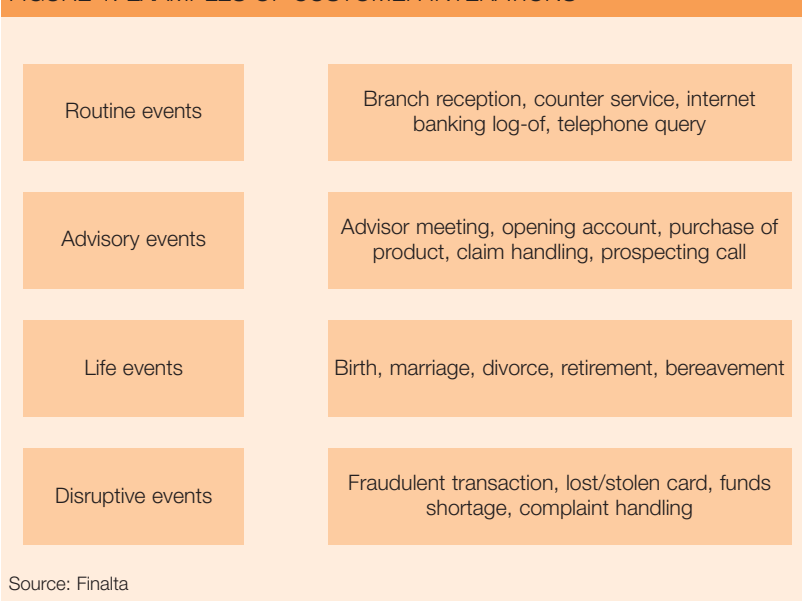 Routine events
Branch reception, counter service, internet
banking log-of, telephone query
Advisory events
Advisor meeting, opening account, purchase of
product, claim handling, prospecting call
Life events
Birth, marriage, divorce, retirement, bereavement
Disruptive events
Fraudulent transaction, lost/stolen card, funds
shortage, complaint handling
Source: Finalta